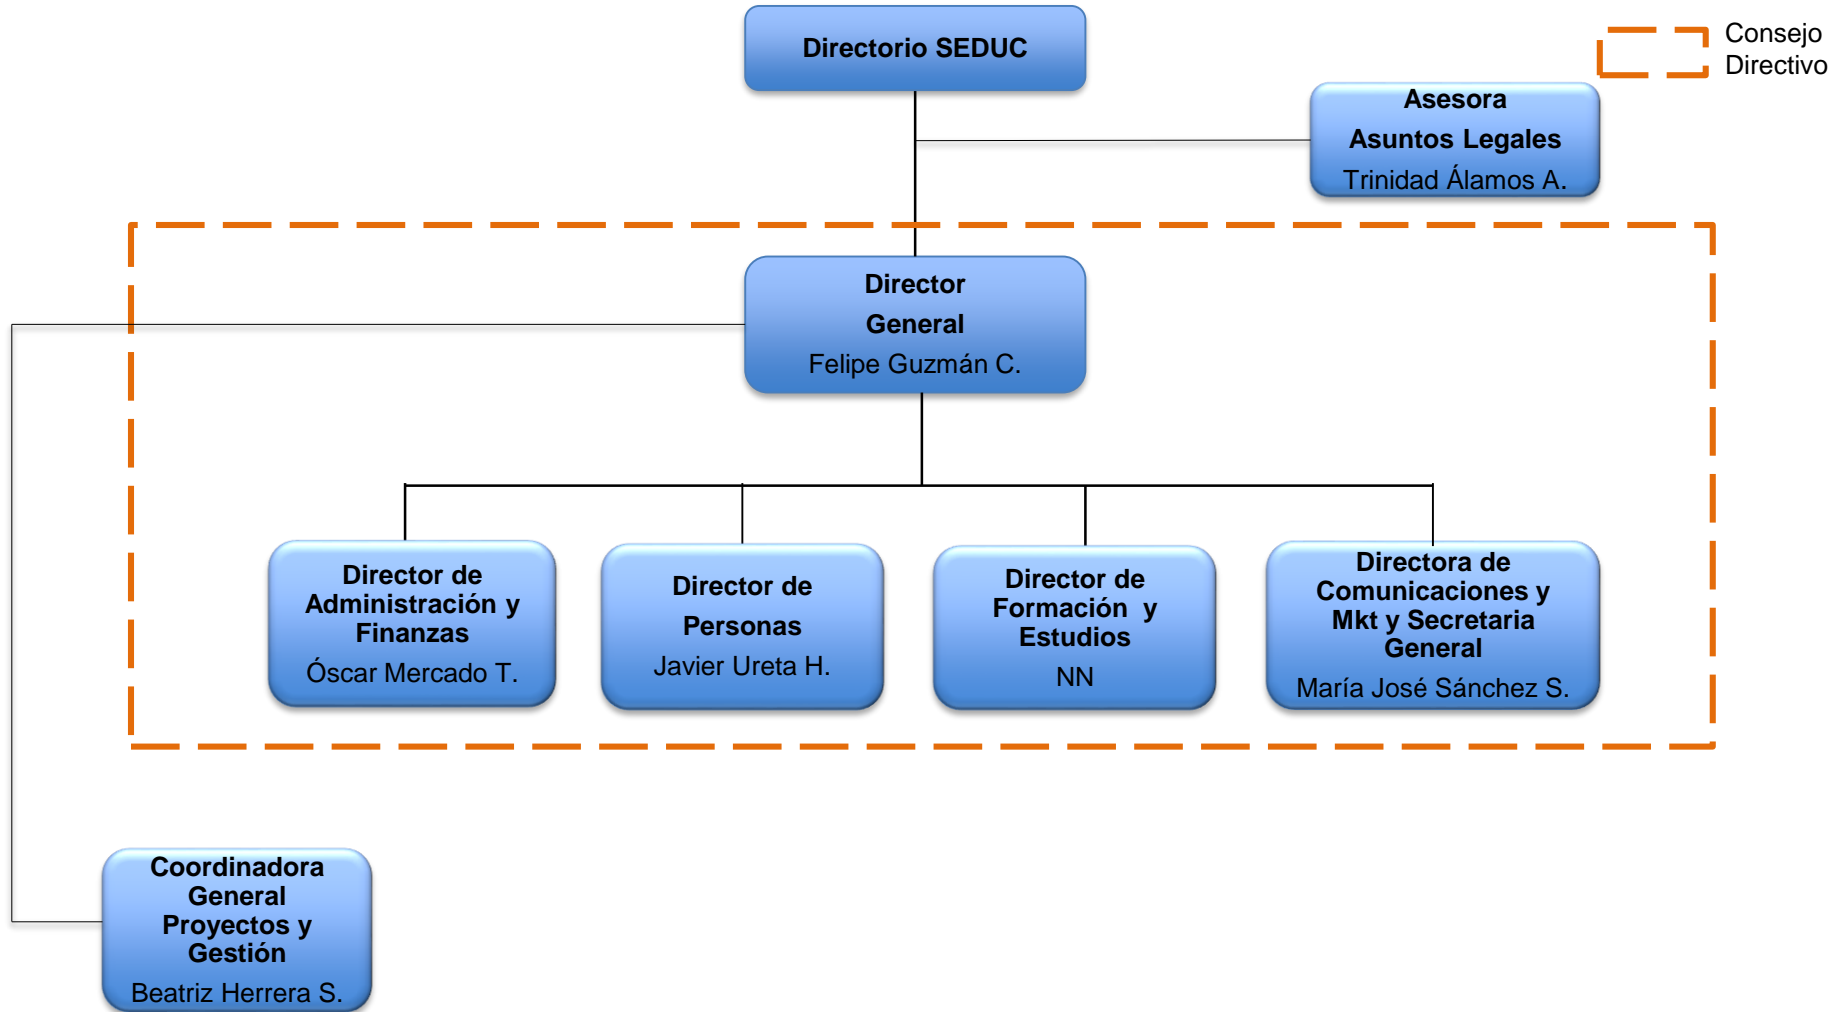 Directorio SEDUC
Consejo
Directivo
Asesora
Asuntos Legales
Trinidad Álamos A.
Director
General
Felipe Guzmán C.
Director de
Administración y
Finanzas
Óscar Mercado T.
Director de
Personas
Javier Ureta H.
Director de
Formación y
Estudios
NN
Directora de
Comunicaciones y
Mkt y Secretaria
General
María José Sánchez S.
Coordinadora
General
Proyectos y
Gestión
Beatriz Herrera S.